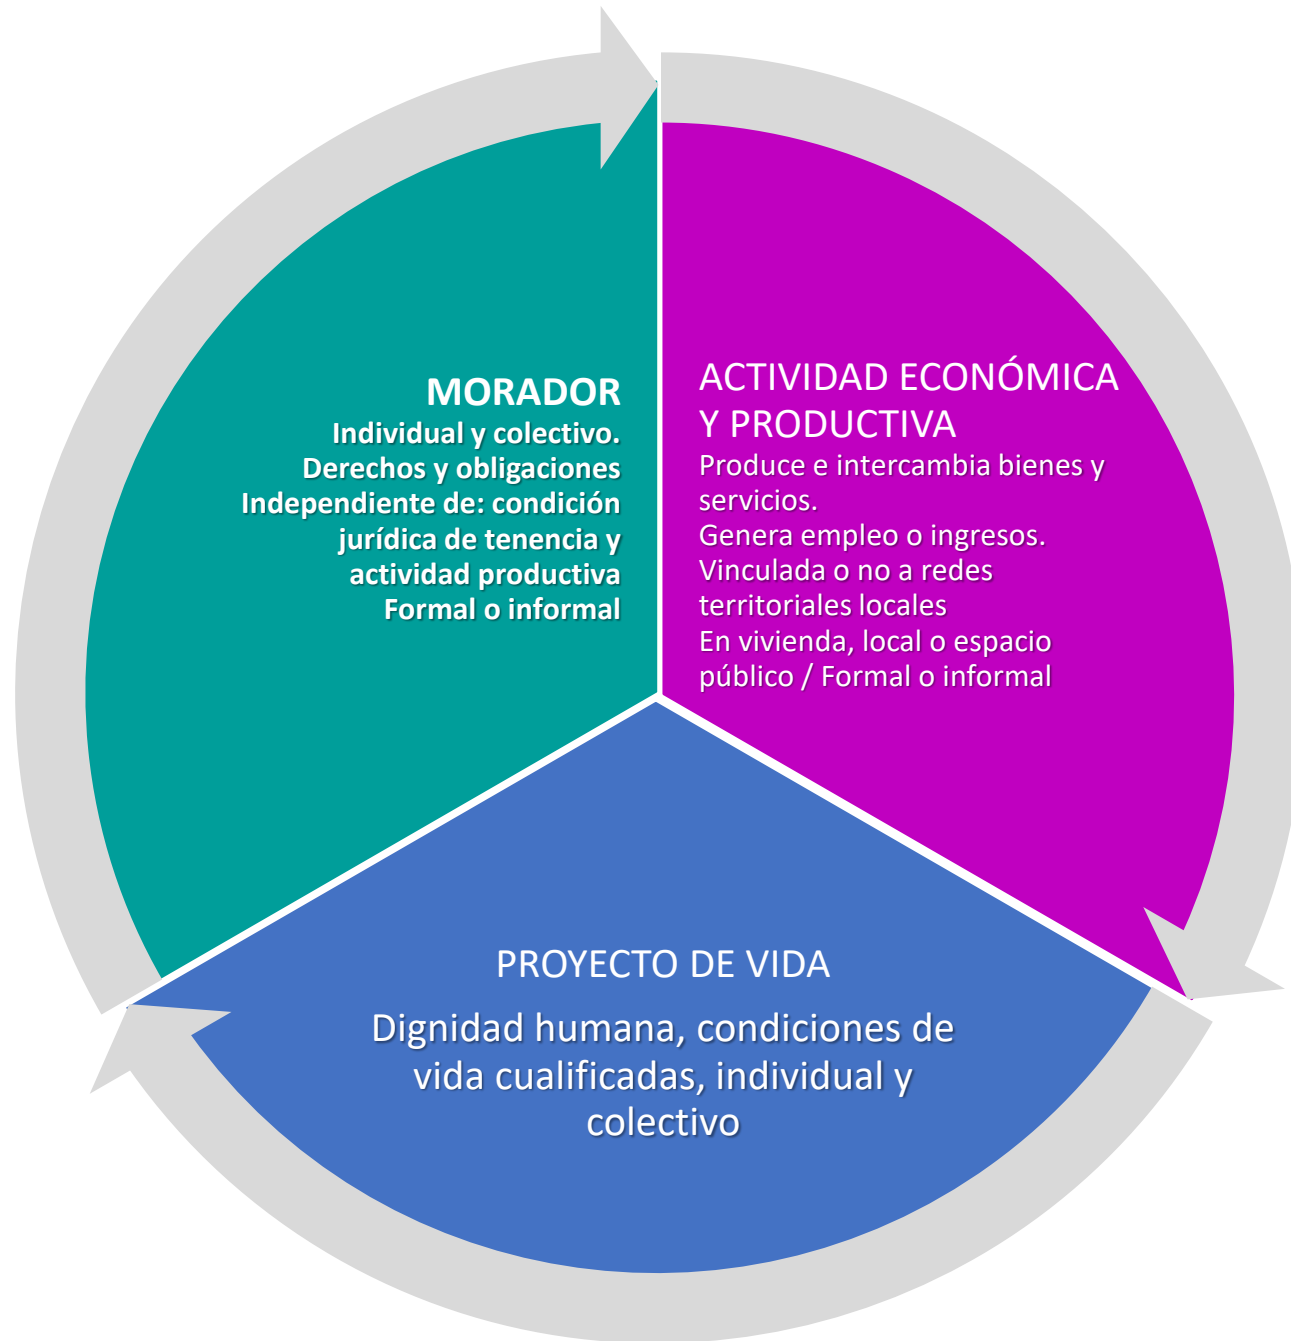 MORADOR
Individual y colectivo.
Derechos y obligaciones
Independiente de: condición
jurídica de tenencia y
actividad productiva
Formal o informal
ACTIVIDAD ECONÓMICA
Y PRODUCTIVA
Produce e intercambia bienes y
servicios.
Genera empleo o ingresos.
Vinculada o no a redes
territoriales locales
En vivienda, local o espacio
público / Formal o informal
PROYECTO DE VIDA
Dignidad humana, condiciones de
vida cualificadas, individual y
colectivo